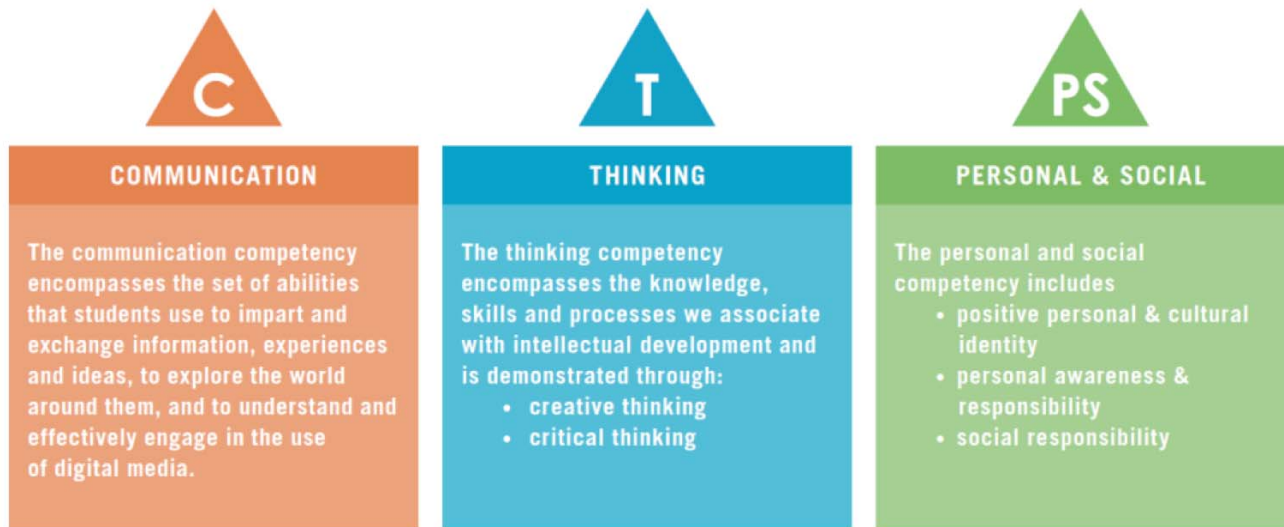 C
COMMUNICATION
The communication competency
encompasses the set of abilities
that students use to impart and
exchange information, experiences
and ideas, to explore the world
around them, and to understand and
effectively engage in the use
of digital media.
T
THINKING
The thinking competency
encompasses the knowledge,
skills and processes we associate
with intellectual development and
is demonstrated through:
• creative thinking
• critical thinking
PS
PERSONAL & SOCIAL
The personal and social
competency includes
• positive personal & cultural
identity
• personal awareness &
responsibility
• social responsibility